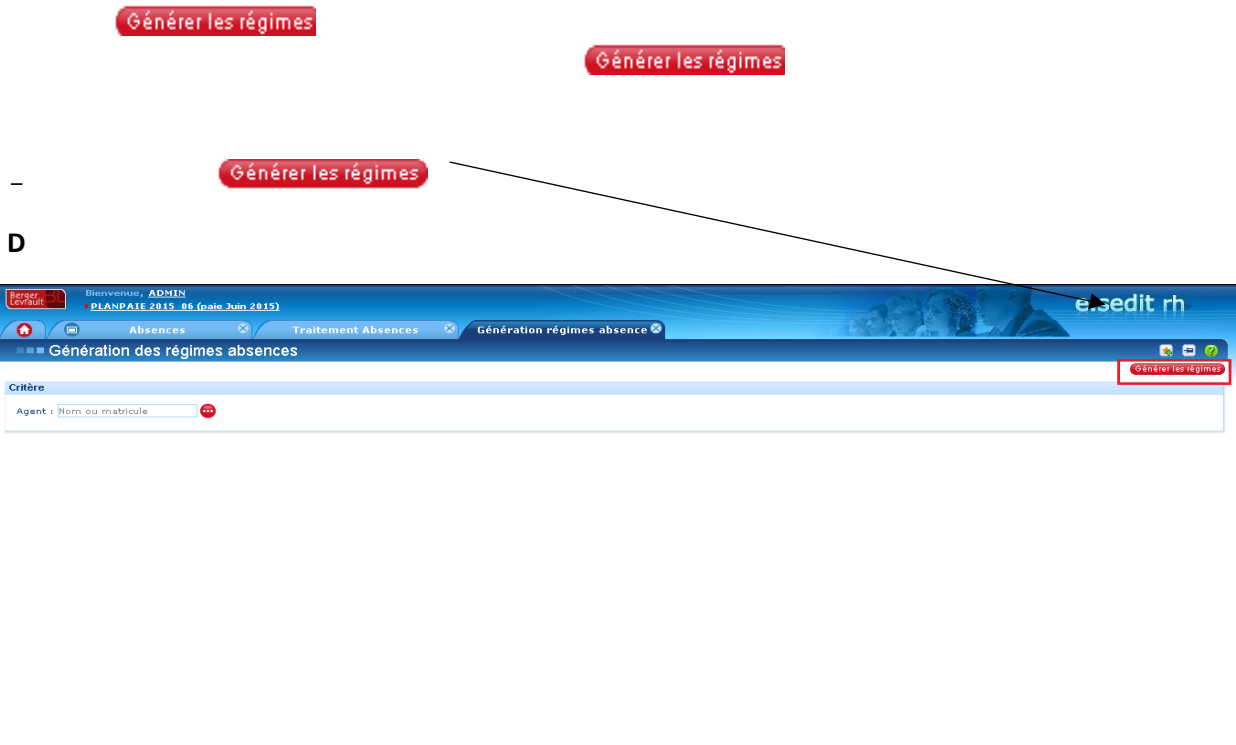 Générer les régimes
Générer les régimes
– Générer les régimes
D
Berger Levrault BL
Bienvenue, ADMIN
PLANPAIE 2015_06 (paie Juin 2015)
e.sedit rh
Absences Traitement Absences Génération régimes absence
Génération des régimes absences
Générer les régimes
Critère
Agent : Nom ou matricule